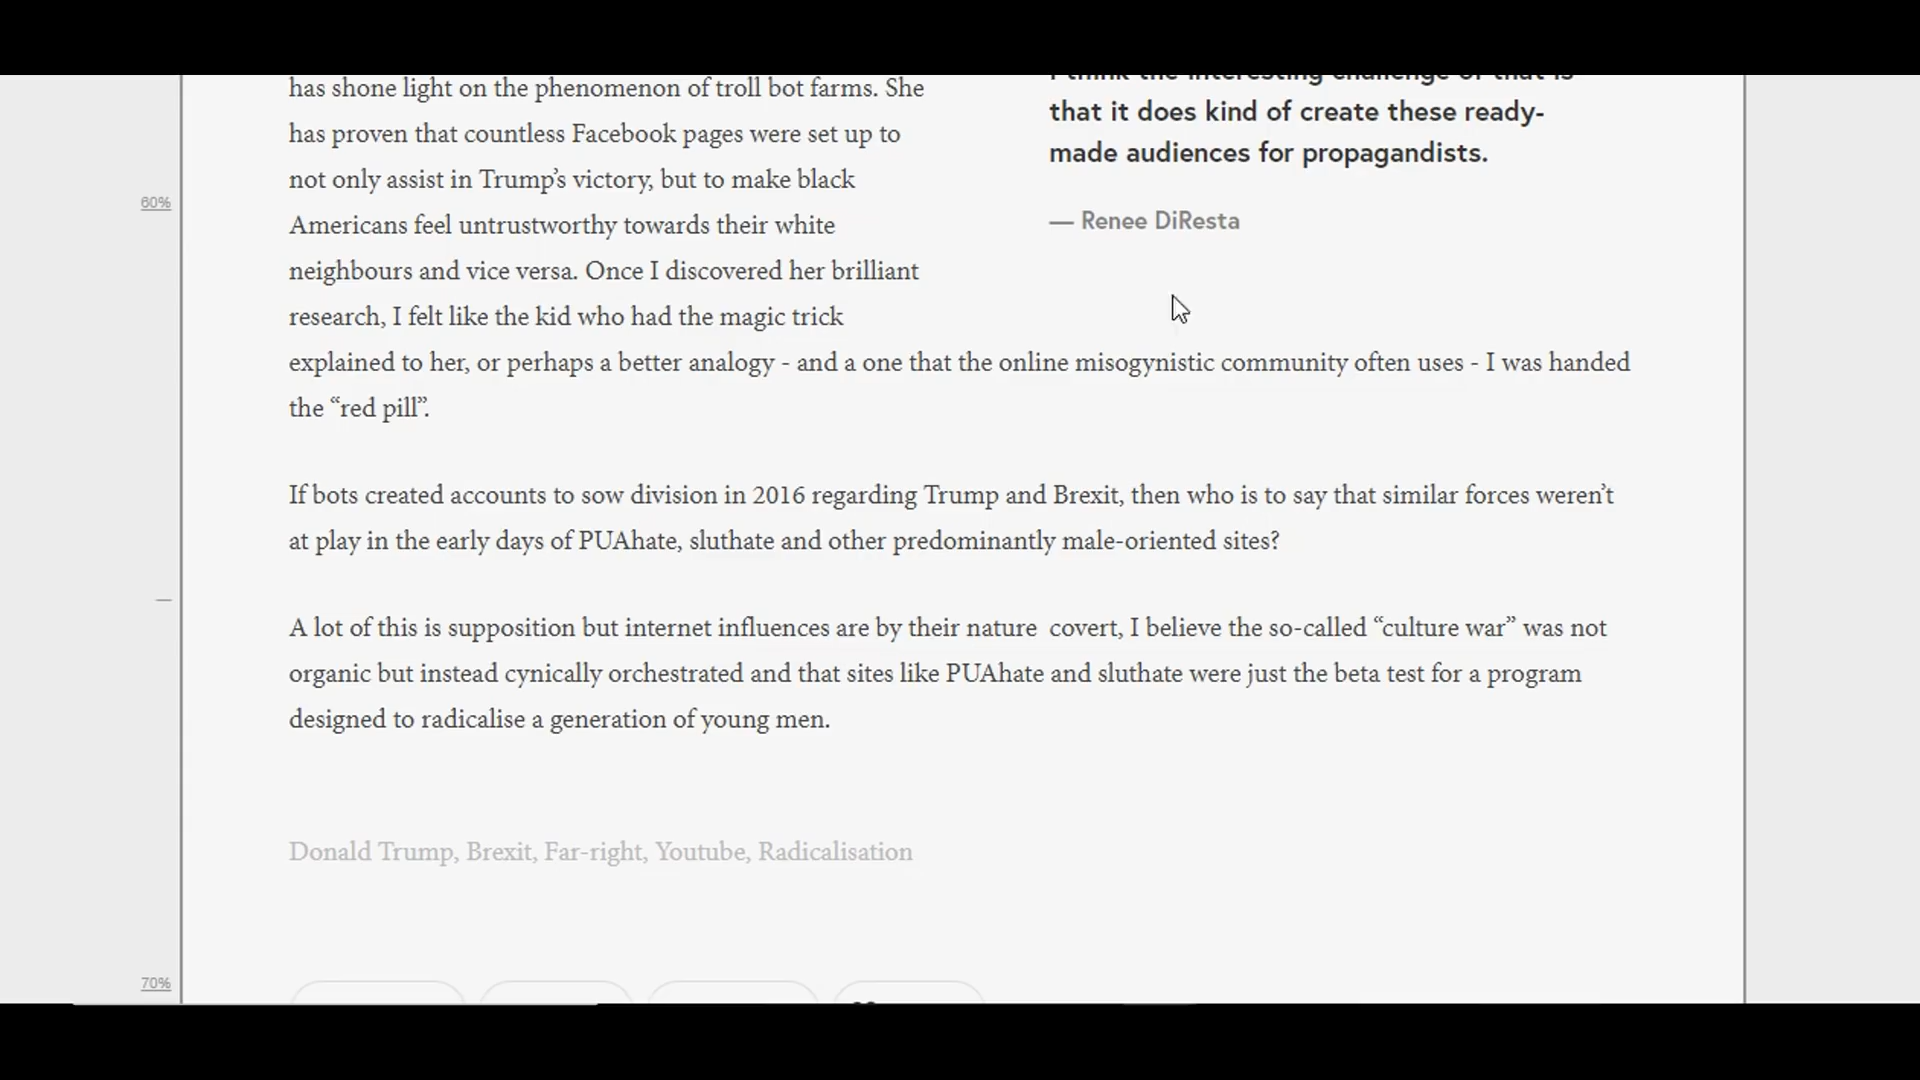 has shone light on the phenomenon of troll bot farms. She
has proven that countless Facebook pages were set up to
not only assist in Trump’s victory, but to make black
Americans feel untrustworthy towards their white
neighbours and vice versa. Once I discovered her brilliant
research, I felt like the kid who had the magic trick
explained to her, or perhaps a better analogy - and a one that the online misogynistic community often uses - I was handed
the “red pill”.
I think the interesting challenge of that is
that it does kind of create these ready-
made audiences for propagandists.
— Renee DiResta
If bots created accounts to sow division in 2016 regarding Trump and Brexit, then who is to say that similar forces weren’t
at play in the early days of PUAhate, sluthate and other predominantly male-oriented sites?
A lot of this is supposition but internet influences are by their nature  covert, I believe the so-called “culture war” was not
organic but instead cynically orchestrated and that sites like PUAhate and sluthate were just the beta test for a program
designed to radicalise a generation of young men.
Donald Trump, Brexit, Far-right, Youtube, Radicalisation
60%
70%